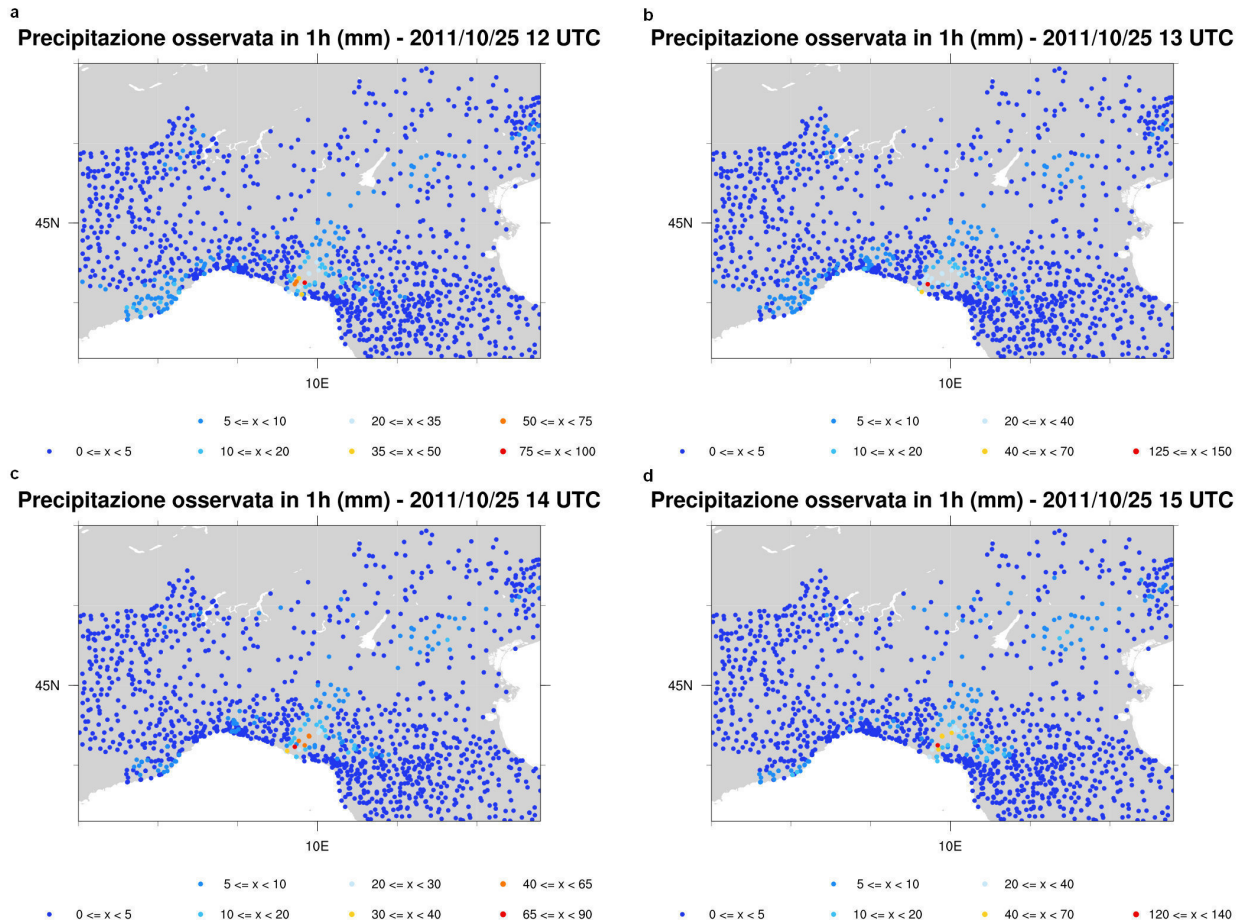 a
Precipitazione osservata in 1h (mm) - 2011/10/25 12 UTC
45N
10E
5 <= x < 10
20 <= x < 35
50 <= x < 75
0 <= x < 5
10 <= x < 20
35 <= x < 50
75 <= x < 100
b
Precipitazione osservata in 1h (mm) - 2011/10/25 13 UTC
45N
10E
5 <= x < 10
20 <= x < 40
0 <= x < 5
10 <= x < 20
40 <= x < 70
125 <= x < 150
c
Precipitazione osservata in 1h (mm) - 2011/10/25 14 UTC
45N
10E
5 <= x < 10
20 <= x < 30
40 <= x < 65
0 <= x < 5
10 <= x < 20
30 <= x < 40
65 <= x < 90
d
Precipitazione osservata in 1h (mm) - 2011/10/25 15 UTC
45N
10E
5 <= x < 10
20 <= x < 40
0 <= x < 5
10 <= x < 20
40 <= x < 70
120 <= x < 140